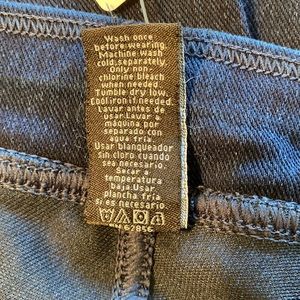 Wash once
before wearing.
Machine wash
cold, separately.
Only non-
chlorine bleach
when needed.
Tumble dry low.
Cool iron if needed.
Lavar antes de
usar. Lavar a
máquina por
separado con
agua fría.
Usar blanqueador
sin cloro cuando
sea necesario.
Secar a
temperatura
baja. Usar
plancha fría
si es necesario.
62856